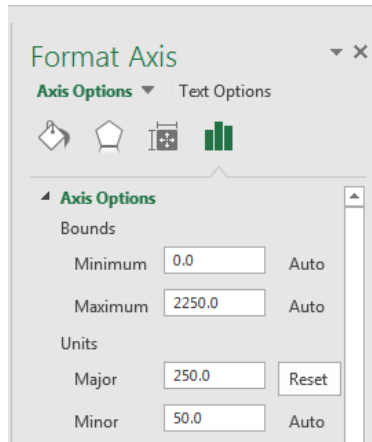 Format Axis
Axis Options Text Options
Axis Options
Bounds
Minimum 0.0 Auto
Maximum 2250.0 Auto
Units
Major 250.0 Reset
Minor 50.0 Auto